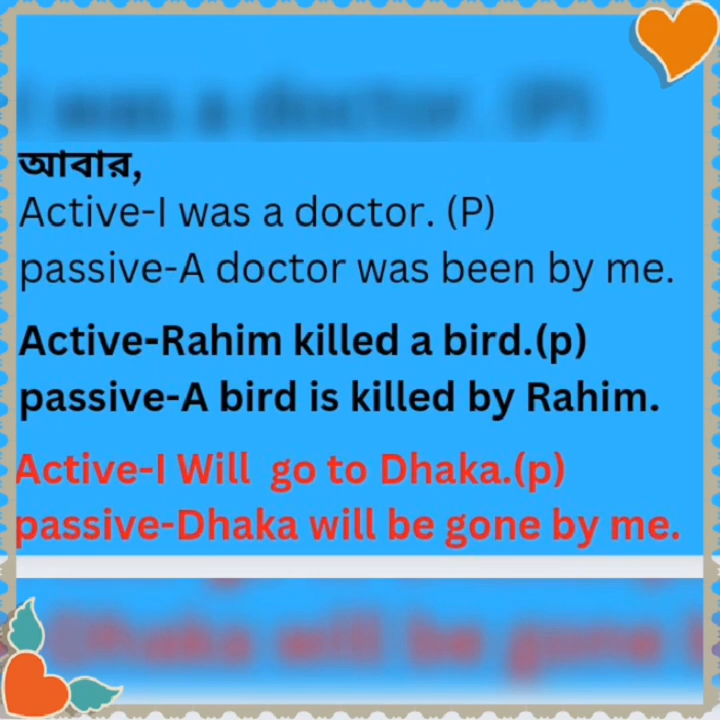 আবার,
Active-I was a doctor. (P)
passive-A doctor was been by me.
Active-Rahim killed a bird.(p)
passive-A bird is killed by Rahim.
Active-I Will go to Dhaka.(p)
passive-Dhaka will be gone by me.